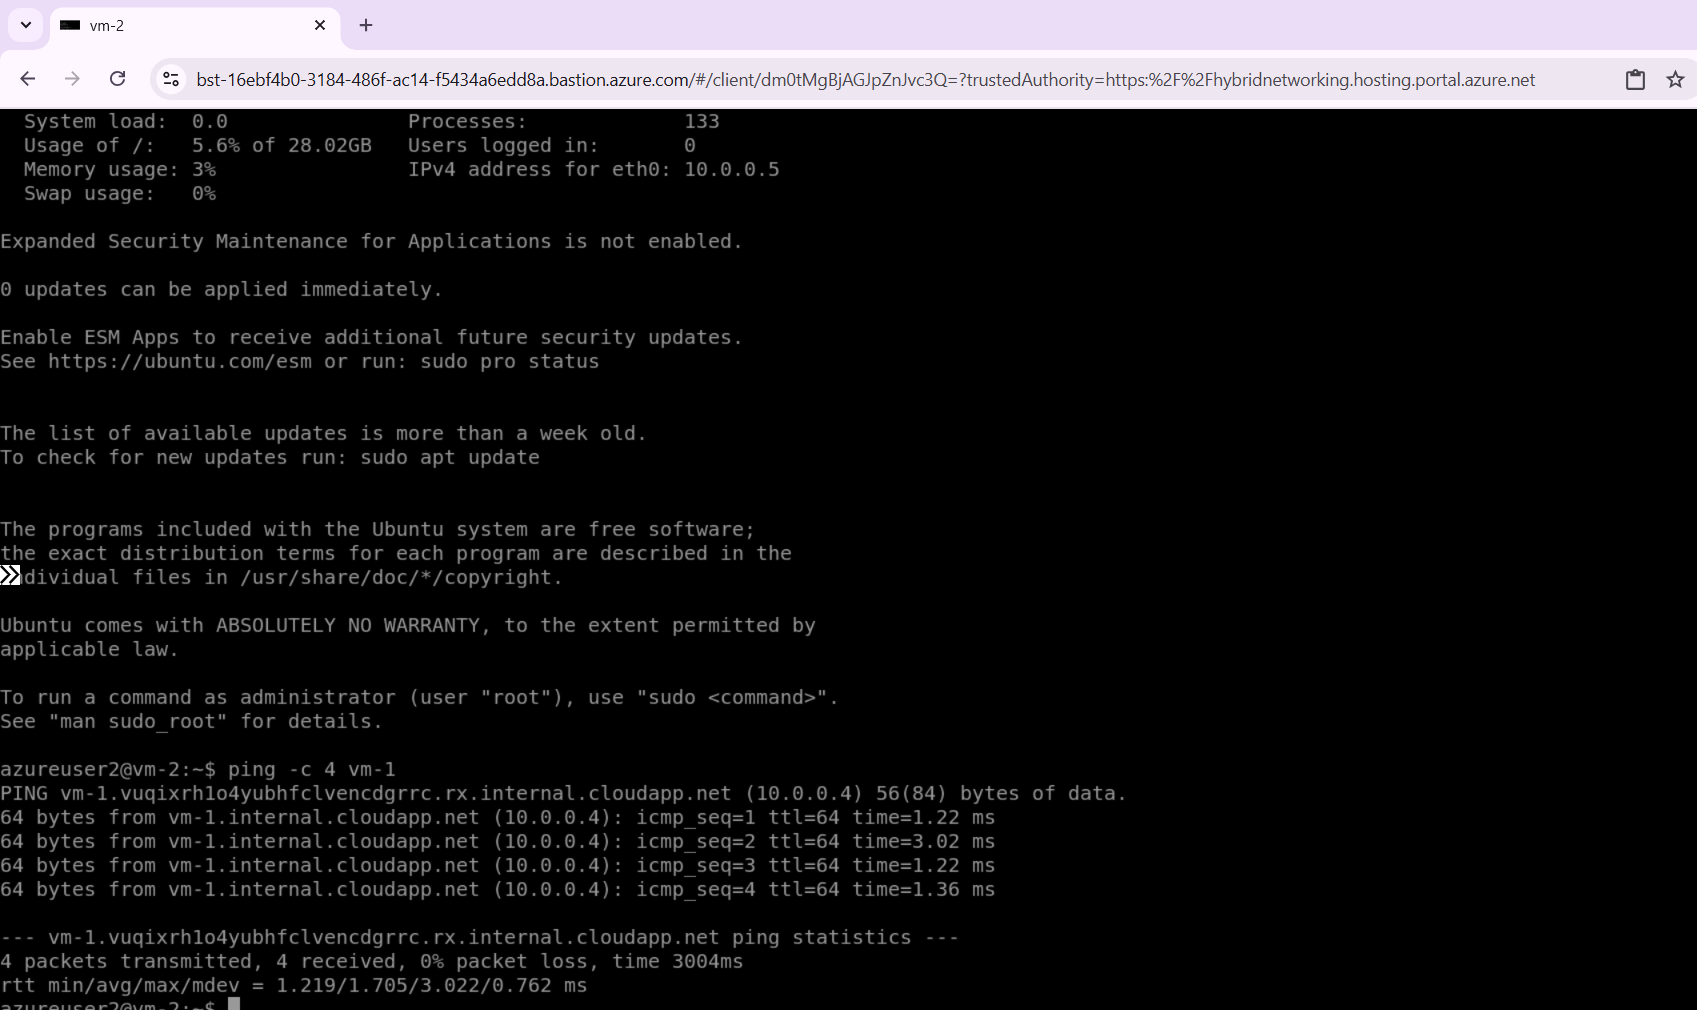 vm-2
bst-16ebf4b0-3184-486f-ac14-f5434a6edd8a.bastion.azure.com/#/client/dm0tMgBjAGJpZnJvc3Q=?trustedAuthority=https:%2F%2Fhybridnetworking.hosting.portal.azure.net
System load: 0.0 Processes: 133
Usage of /: 5.6% of 28.02GB Users logged in: 0
Memory usage: 3% IPv4 address for eth0: 10.0.0.5
Swap usage: 0%
Expanded Security Maintenance for Applications is not enabled.
0 updates can be applied immediately.
Enable ESM Apps to receive additional future security updates.
See https://ubuntu.com/esm or run: sudo pro status
The list of available updates is more than a week old.
To check for new updates run: sudo apt update
The programs included with the Ubuntu system are free software;
the exact distribution terms for each program are described in the
dividual files in /usr/share/doc/*/copyright.
Ubuntu comes with ABSOLUTELY NO WARRANTY, to the extent permitted by
applicable law.
To run a command as administrator (user "root"), use "sudo <command>".
See "man sudo_root" for details.
azureuser2@vm-2:~$ ping -c 4 vm-1
PING vm-1.vuqixrh1o4yubhfclvencdgrrc.rx.internal.cloudapp.net (10.0.0.4) 56(84) bytes of data.
64 bytes from vm-1.internal.cloudapp.net (10.0.0.4): icmp_seq=1 ttl=64 time=1.22 ms
64 bytes from vm-1.internal.cloudapp.net (10.0.0.4): icmp_seq=2 ttl=64 time=3.02 ms
64 bytes from vm-1.internal.cloudapp.net (10.0.0.4): icmp_seq=3 ttl=64 time=1.22 ms
64 bytes from vm-1.internal.cloudapp.net (10.0.0.4): icmp_seq=4 ttl=64 time=1.36 ms
--- vm-1.vuqixrh1o4yubhfclvencdgrrc.rx.internal.cloudapp.net ping statistics ---
4 packets transmitted, 4 received, 0% packet loss, time 3004ms
rtt min/avg/max/mdev = 1.219/1.705/3.022/0.762 ms
azureuser2@vm-2:~$